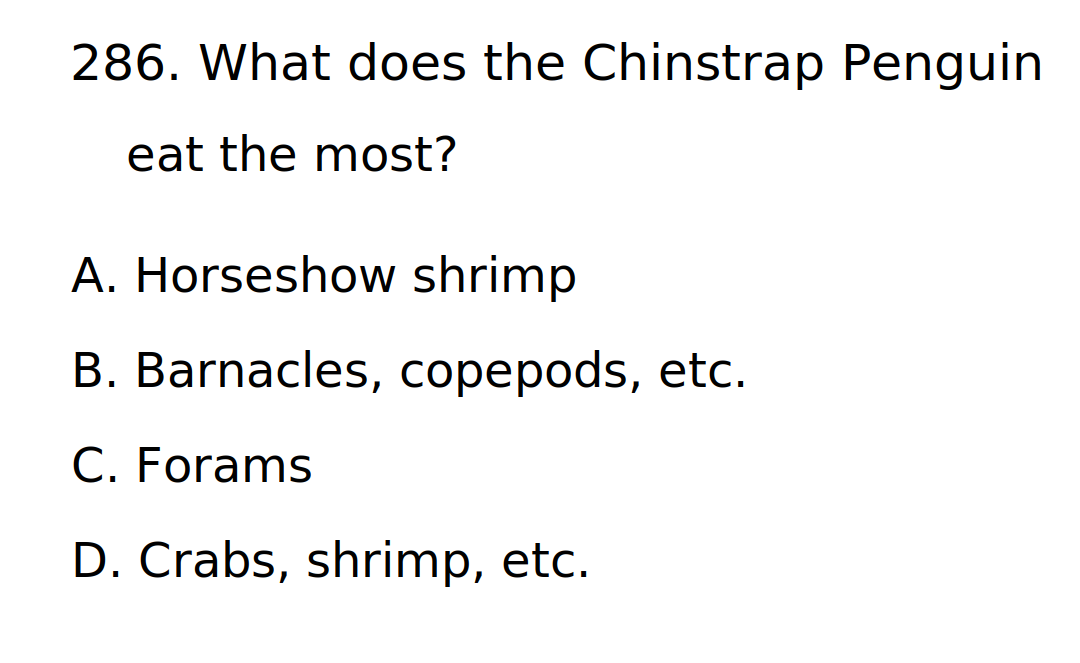 286. What does the Chinstrap Penguin
eat the most?
A. Horseshow shrimp
B. Barnacles, copepods, etc.
C. Forams
D. Crabs, shrimp, etc.